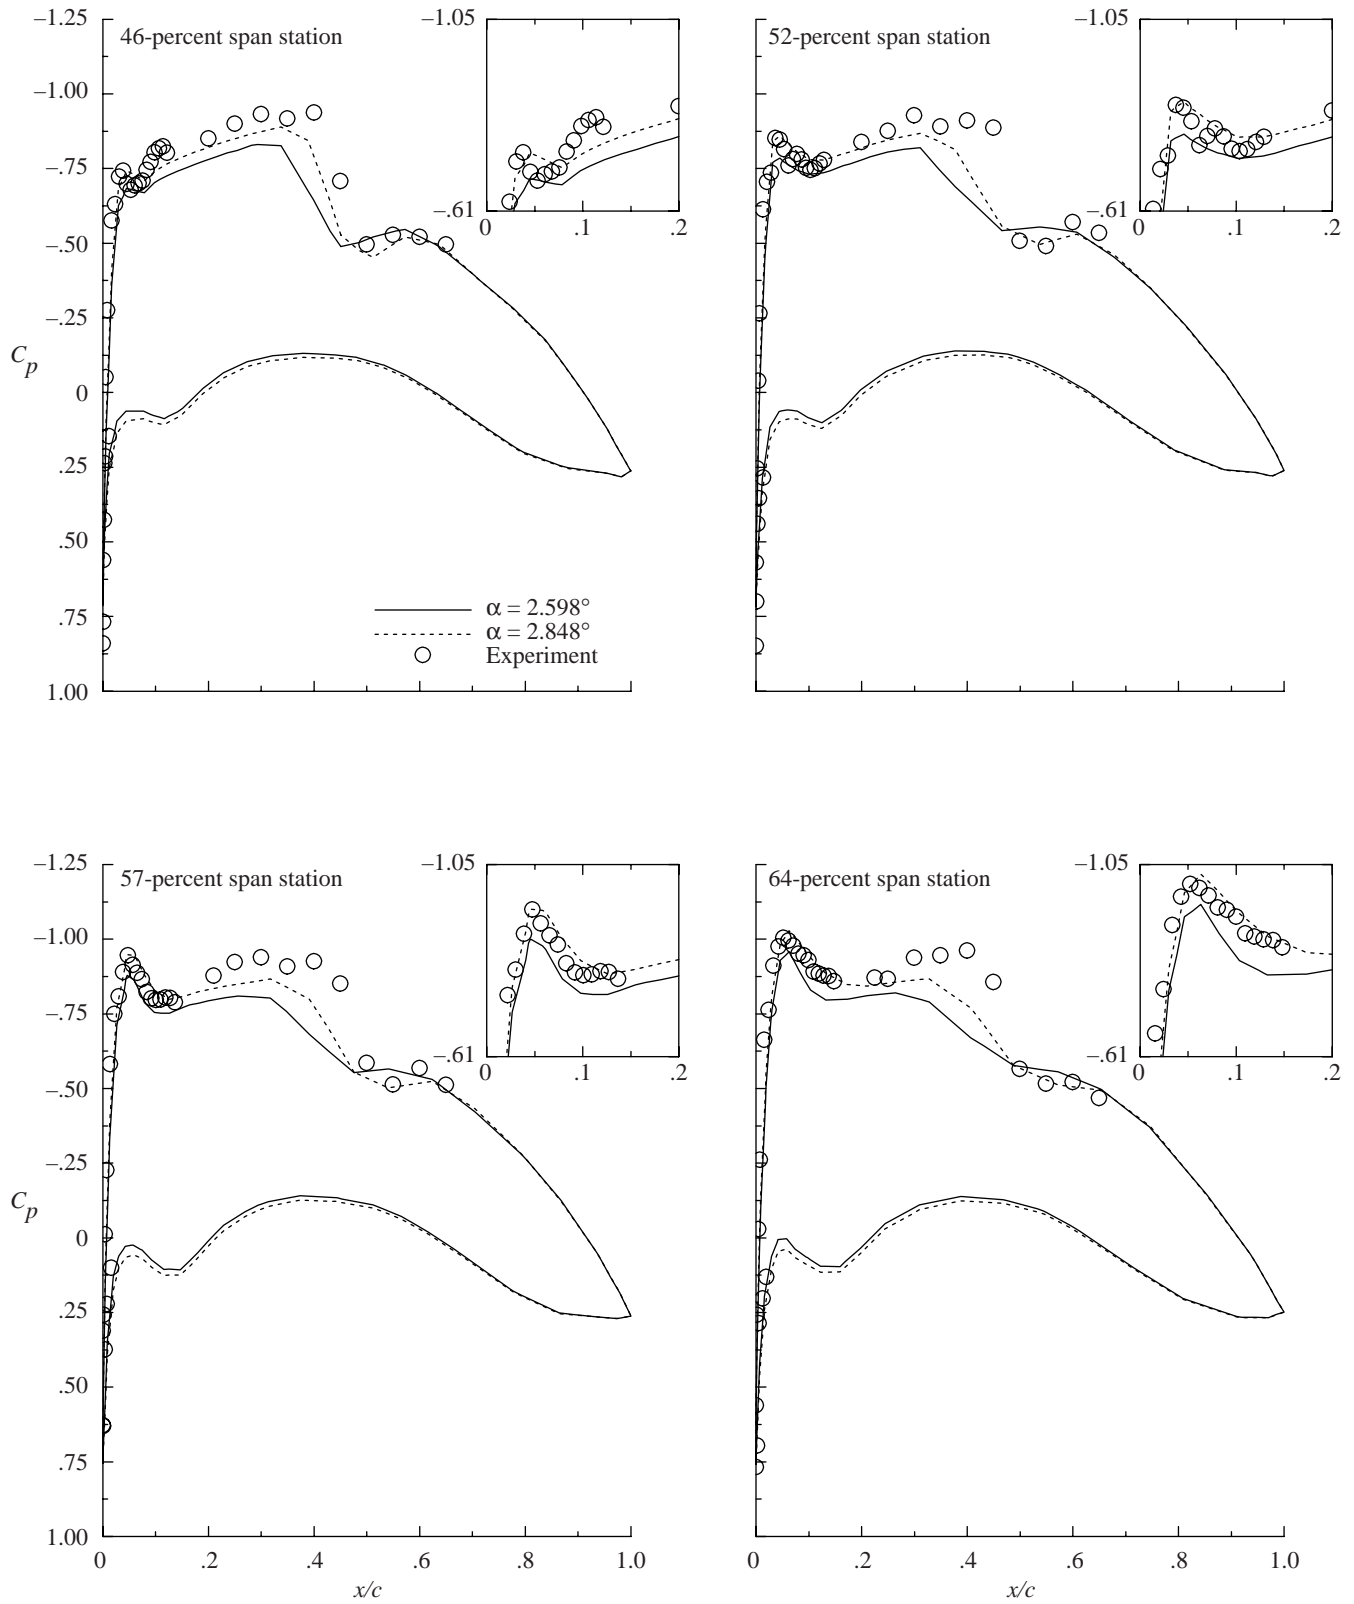 –1.25
–1.00
–.75
–.50
–.25
0
.25
.50
.75
1.00
C_p
46-percent span station
–1.05
–.61
0 .1 .2
α = 2.598°
α = 2.848°
Experiment
52-percent span station
–1.05
–.61
0 .1 .2
–1.25
–1.00
–.75
–.50
–.25
0
.25
.50
.75
1.00
C_p
57-percent span station
–1.05
–.61
0 .1 .2
0 .2 .4 .6 .8 1.0
x/c
64-percent span station
–1.05
–.61
0 .1 .2
0 .2 .4 .6 .8 1.0
x/c